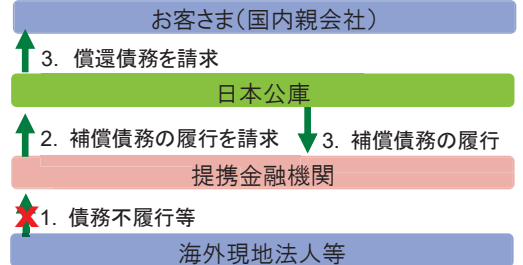 お客さま（国内親会社）
3. 償還債務を請求
日本公庫
2. 補償債務の履行を請求
3. 補償債務の履行
提携金融機関
1. 債務不履行等
海外現地法人等